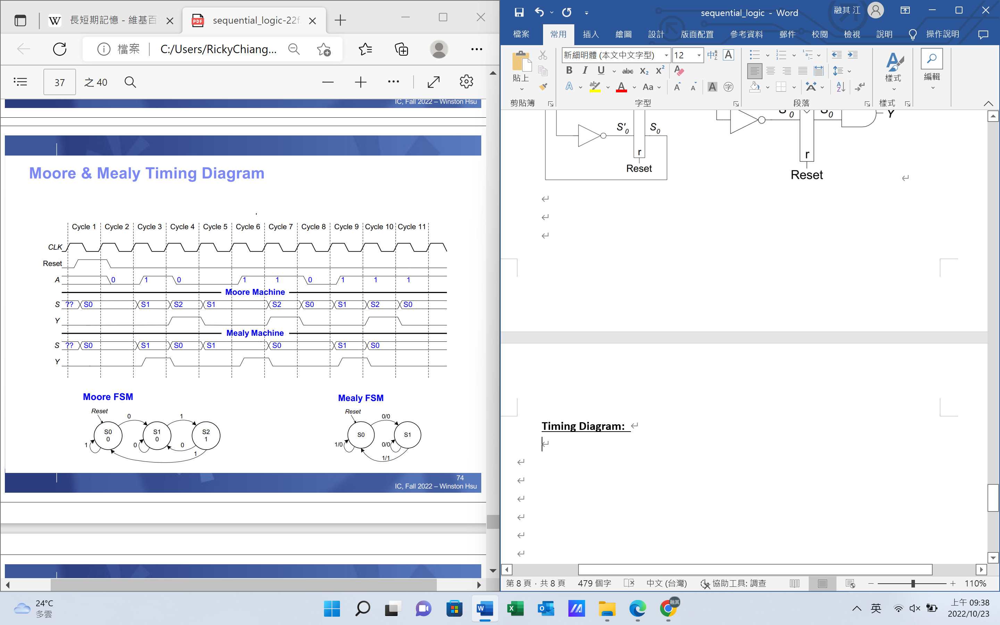 長短期記憶 - 維基百
sequential_logic-22f
檔案
C:/Users/RickyChiang...
37
之 40
IC, Fall 2022 – Winston Hsu
Moore & Mealy Timing Diagram
Cycle 1 Cycle 2 Cycle 3 Cycle 4 Cycle 5 Cycle 6 Cycle 7 Cycle 8 Cycle 9 Cycle 10 Cycle 11
CLK
Reset
A 0 1 0 1 1 0 1 1 1
Moore Machine
S ?? S0 S1 S2 S1 S2 S0 S1 S2 S0
Y
Mealy Machine
S ?? S0 S1 S0 S1 S0 S1 S0
Y
Moore FSM
Reset
0
1
S0
0
S1
0
S2
1
1
0
0
1
Mealy FSM
Reset
0/0
S0
S1
1/0
0/0
1/1
74
IC, Fall 2022 – Winston Hsu
sequential_logic - Word
融其 江
檔案 常用 插入 繪圖 設計 版面配置 參考資料 郵件 校閱 檢視 說明 操作說明
貼上
新細明體 (本文中文字型)
12
樣式
編輯
剪貼簿
字型
段落
樣式
S'0
S0
r
Reset
S0
S0
Y
r
Reset
Timing Diagram:
第 8 頁，共 8 頁
479 個字
中文 (台灣)
協助工具: 調查
110%
24°C
多雲
英
上午 09:38
2022/10/23